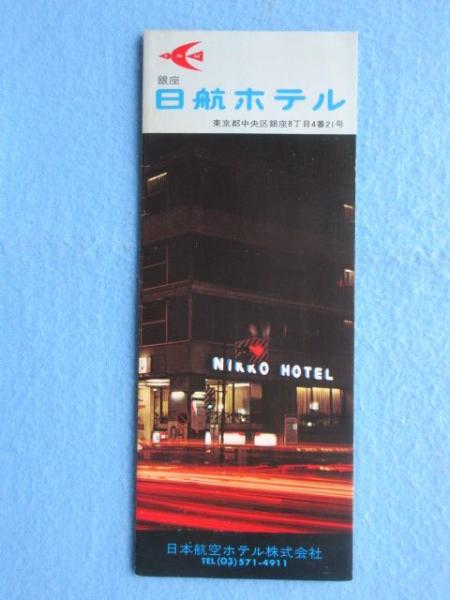 銀座
日航ホテル
東京都中央区銀座8丁目4番21号
NIKKO HOTEL
日本航空ホテル株式会社
TEL (03) 571-4911